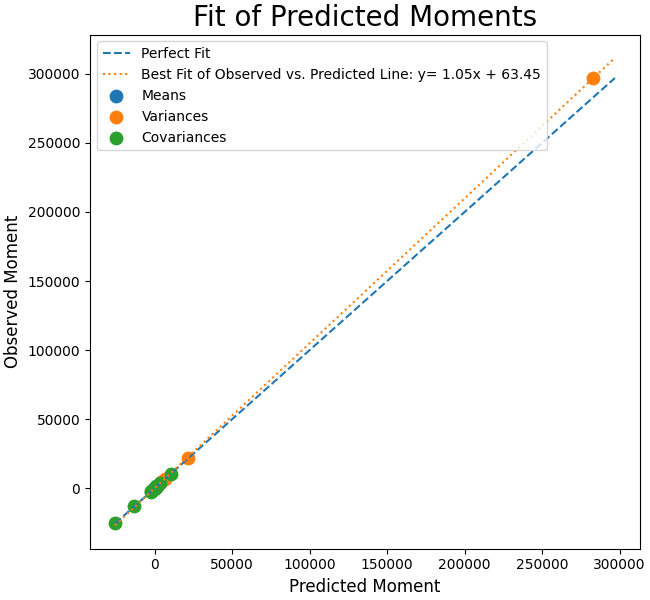 Fit of Predicted Moments
Perfect Fit
Best Fit of Observed vs. Predicted Line: y= 1.05x + 63.45
Means
Variances
Covariances
Observed Moment
300000
250000
200000
150000
100000
50000
0
0
50000
100000
150000
200000
250000
300000
Predicted Moment